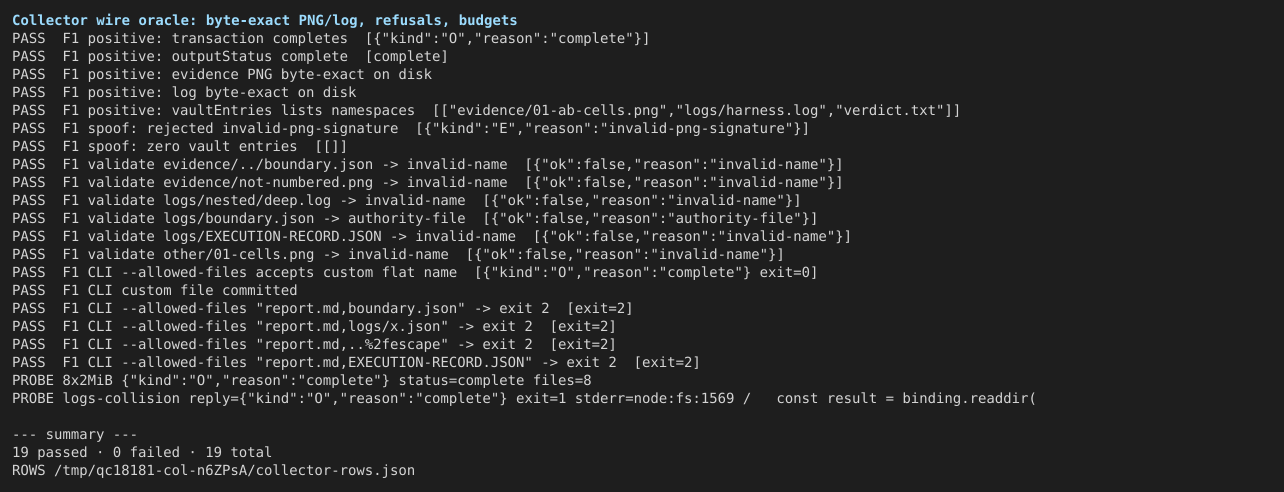 Collector wire oracle: byte-exact PNG/log, refusals, budgets
PASS  F1 positive: transaction completes  [{"kind":"O","reason":"complete"}]
PASS  F1 positive: outputStatus complete  [complete]
PASS  F1 positive: evidence PNG byte-exact on disk
PASS  F1 positive: log byte-exact on disk
PASS  F1 positive: vaultEntries lists namespaces  [["evidence/01-ab-cells.png","logs/harness.log","verdict.txt"]]
PASS  F1 spoof: rejected invalid-png-signature  [{"kind":"E","reason":"invalid-png-signature"}]
PASS  F1 spoof: zero vault entries  [[]]
PASS  F1 validate evidence/../boundary.json -> invalid-name  [{"ok":false,"reason":"invalid-name"}]
PASS  F1 validate evidence/not-numbered.png -> invalid-name  [{"ok":false,"reason":"invalid-name"}]
PASS  F1 validate logs/nested/deep.log -> invalid-name  [{"ok":false,"reason":"invalid-name"}]
PASS  F1 validate logs/boundary.json -> authority-file  [{"ok":false,"reason":"authority-file"}]
PASS  F1 validate logs/EXECUTION-RECORD.JSON -> invalid-name  [{"ok":false,"reason":"invalid-name"}]
PASS  F1 validate other/01-cells.png -> invalid-name  [{"ok":false,"reason":"invalid-name"}]
PASS  F1 CLI --allowed-files accepts custom flat name  [{"kind":"O","reason":"complete"} exit=0]
PASS  F1 CLI custom file committed
PASS  F1 CLI --allowed-files "report.md,boundary.json" -> exit 2  [exit=2]
PASS  F1 CLI --allowed-files "report.md,logs/x.json" -> exit 2  [exit=2]
PASS  F1 CLI --allowed-files "report.md,..%2fescape" -> exit 2  [exit=2]
PASS  F1 CLI --allowed-files "report.md,EXECUTION-RECORD.JSON" -> exit 2  [exit=2]
PROBE 8x2MiB {"kind":"O","reason":"complete"} status=complete files=8
PROBE logs-collision reply={"kind":"O","reason":"complete"} exit=1 stderr=node:fs:1569 /   const result = binding.readdir(
--- summary ---
19 passed · 0 failed · 19 total
ROWS /tmp/qc18181-col-n6ZPsA/collector-rows.json